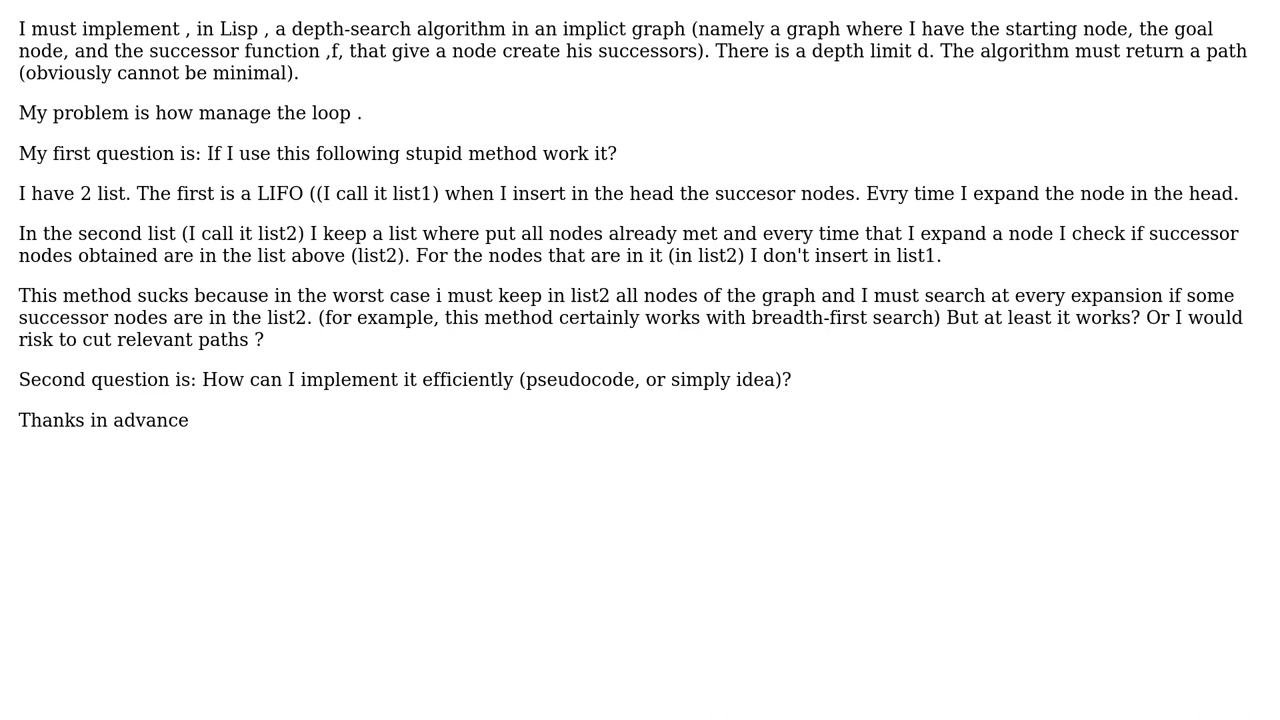 I must implement , in Lisp , a depth-search algorithm in an implict graph (namely a graph where I have the starting node, the goal
node, and the successor function ,f, that give a node create his successors). There is a depth limit d. The algorithm must return a path
(obviously cannot be minimal).
My problem is how manage the loop .
My first question is: If I use this following stupid method work it?
I have 2 list. The first is a LIFO ((I call it list1) when I insert in the head the succesor nodes. Evry time I expand the node in the head.
In the second list (I call it list2) I keep a list where put all nodes already met and every time that I expand a node I check if successor
nodes obtained are in the list above (list2). For the nodes that are in it (in list2) I don't insert in list1.
This method sucks because in the worst case i must keep in list2 all nodes of the graph and I must search at every expansion if some
successor nodes are in the list2. (for example, this method certainly works with breadth-first search) But at least it works? Or I would
risk to cut relevant paths ?
Second question is: How can I implement it efficiently (pseudocode, or simply idea)?
Thanks in advance